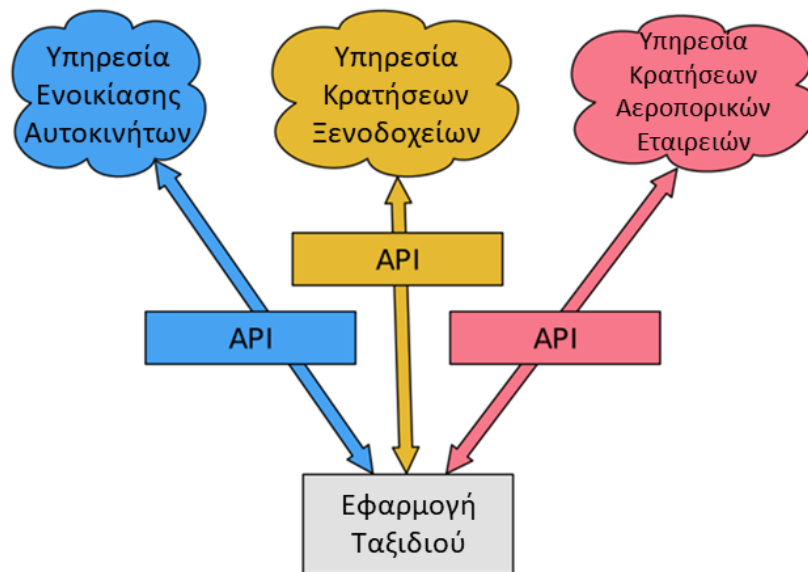 Υπηρεσία
Ενοικίασης
Αυτοκινήτων
Υπηρεσία
Κρατήσεων
Ξενοδοχείων
Υπηρεσία
Κρατήσεων
Αεροπορικών
Εταιρειών
API
API
API
Εφαρμογή
Ταξιδιού